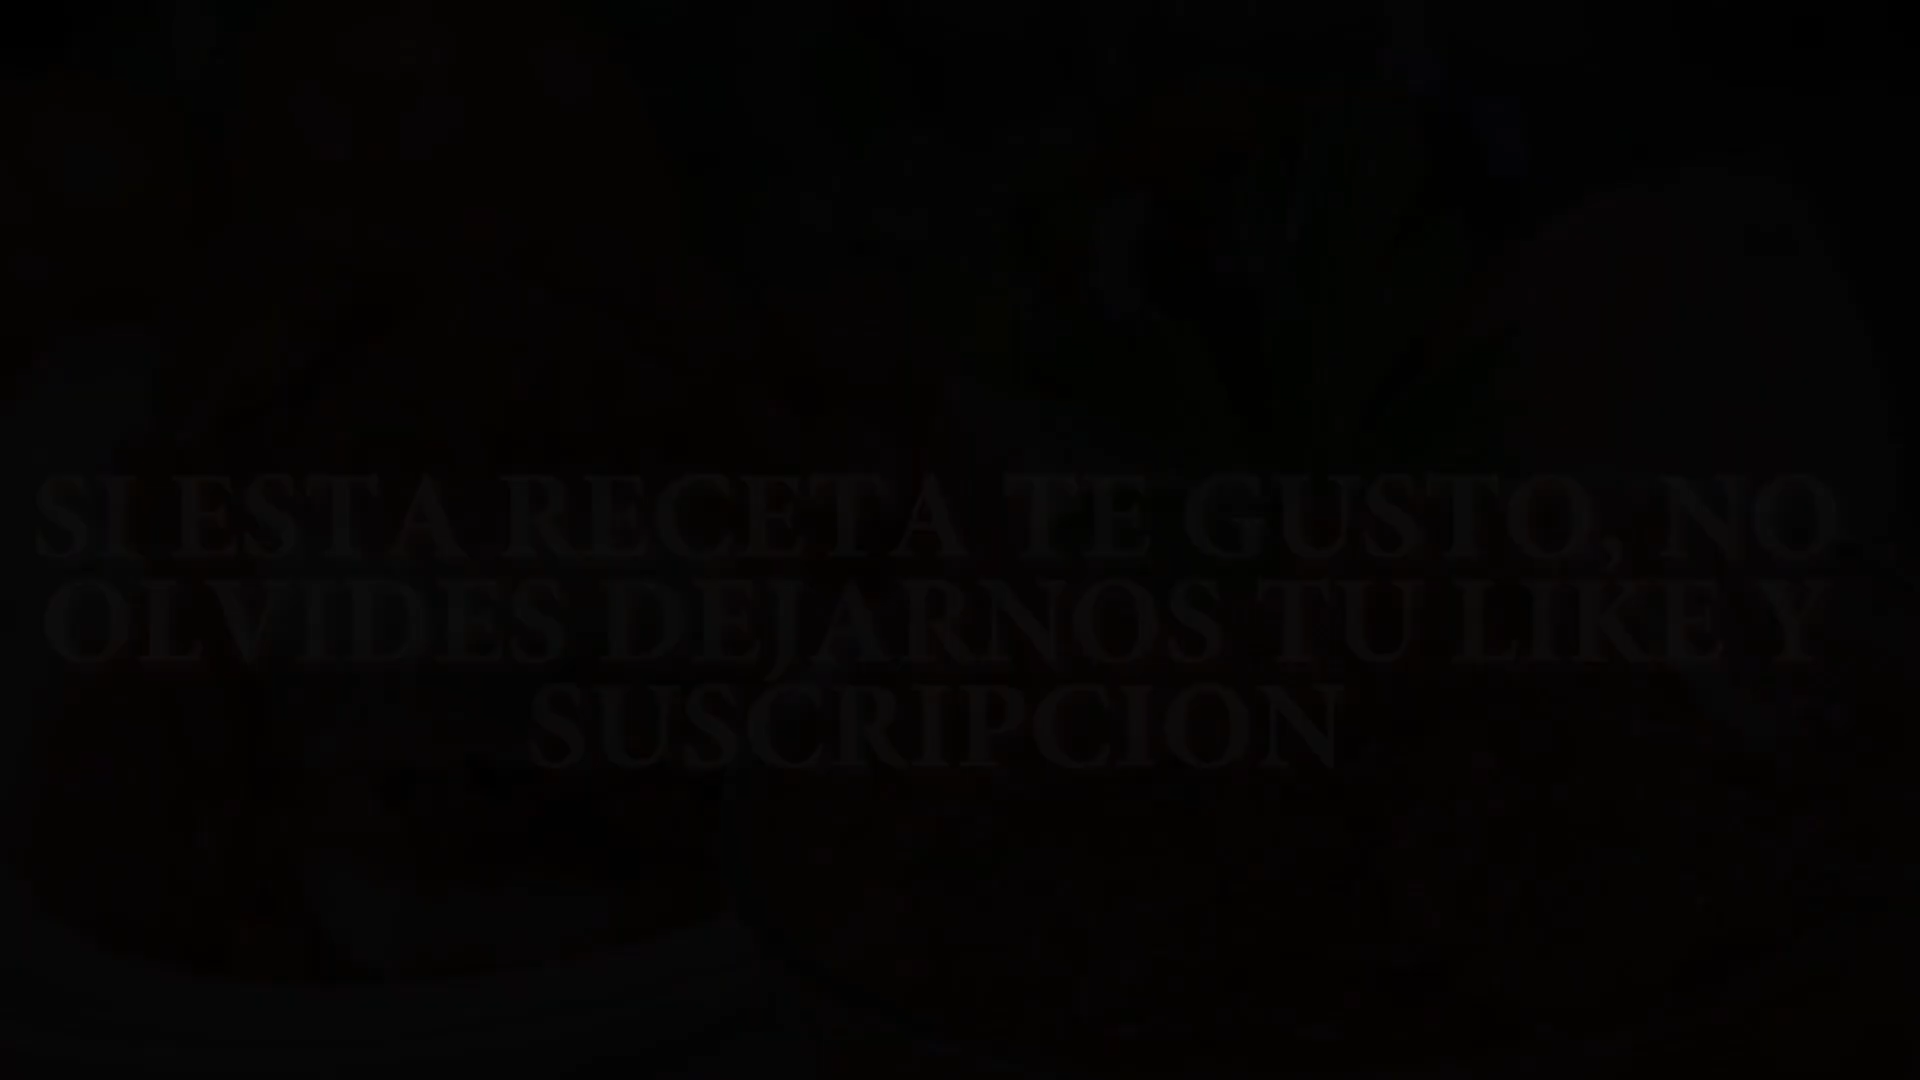 SI ESTA RECETA TE GUSTO, NO
OLVIDES DEJARNOS TU LIKE Y
SUSCRIPCION